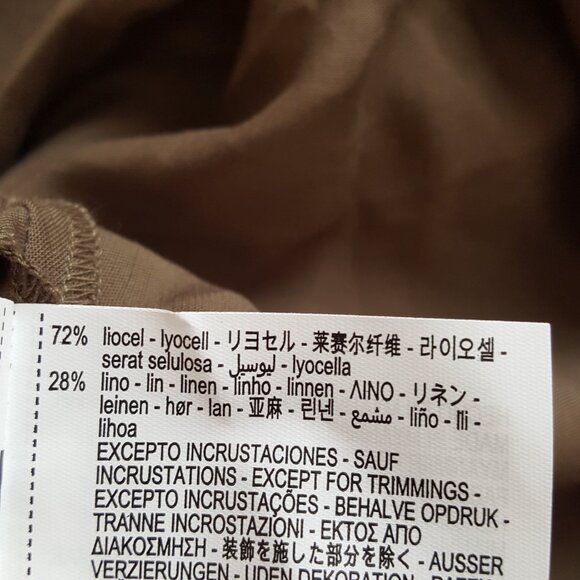 72% liocel - lyocell - リヨセル - 莱赛尔纤维 - 라이오셀 -
serat selulosa - ليوسيل - lyocella
28% lino - lin - linen - linho - linnen - ΛΙΝΟ - リネン -
leinen - hør - lan - 亚麻 - 린넨 - مشمع - liño - lli -
lihoa
EXCEPTO INCRUSTACIONES - SAUF
INCRUSTATIONS - EXCEPT FOR TRIMMINGS -
EXCEPTO INCRUSTAÇÕES - BEHALVE OPDRUK -
TRANNE INCROSTAZIONI - ΕΚΤΟΣ ΑΠΟ
ΔΙΑΚΟΣΜΗΣΗ - 装飾を施した部分を除く - AUSSER
VERZIERUNGEN - UDEN DEKORATION -